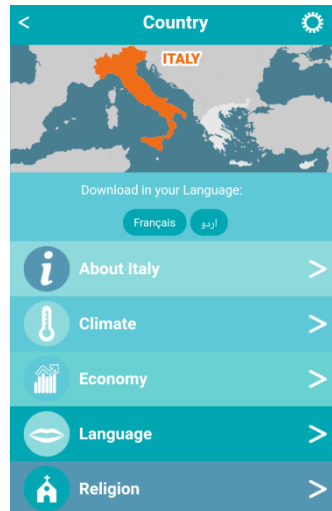 < Country
ITALY
Download in your Language:
Français اردو
About Italy >
Climate >
Economy >
Language >
Religion >